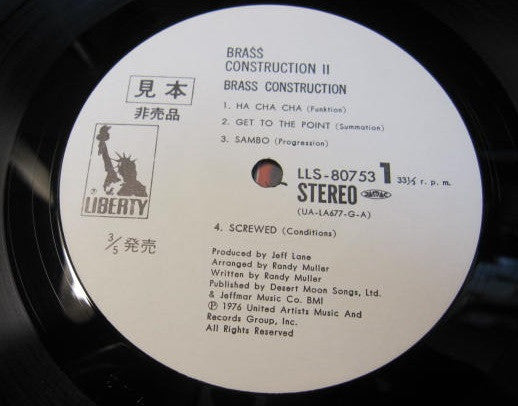 BRASS
CONSTRUCTION II
BRASS CONSTRUCTION
見本
非売品
1. HA CHA CHA (Funktion)
2. GET TO THE POINT (Summation)
3. SAMBO (Progression)
LLS-80753 1 33⅓ r. p. m.
STEREO
(UA-LA677-G-A)
LIBERTY
3/5 発売
4. SCREWED (Conditions)
Produced by Jeff Lane
Arranged by Randy Muller
Written by Randy Muller
Published by Desert Moon Songs, Ltd.
& Jeffmar Music Co. BMI
℗ 1976 United Artists Music And
Records Group, Inc.
All Rights Reserved